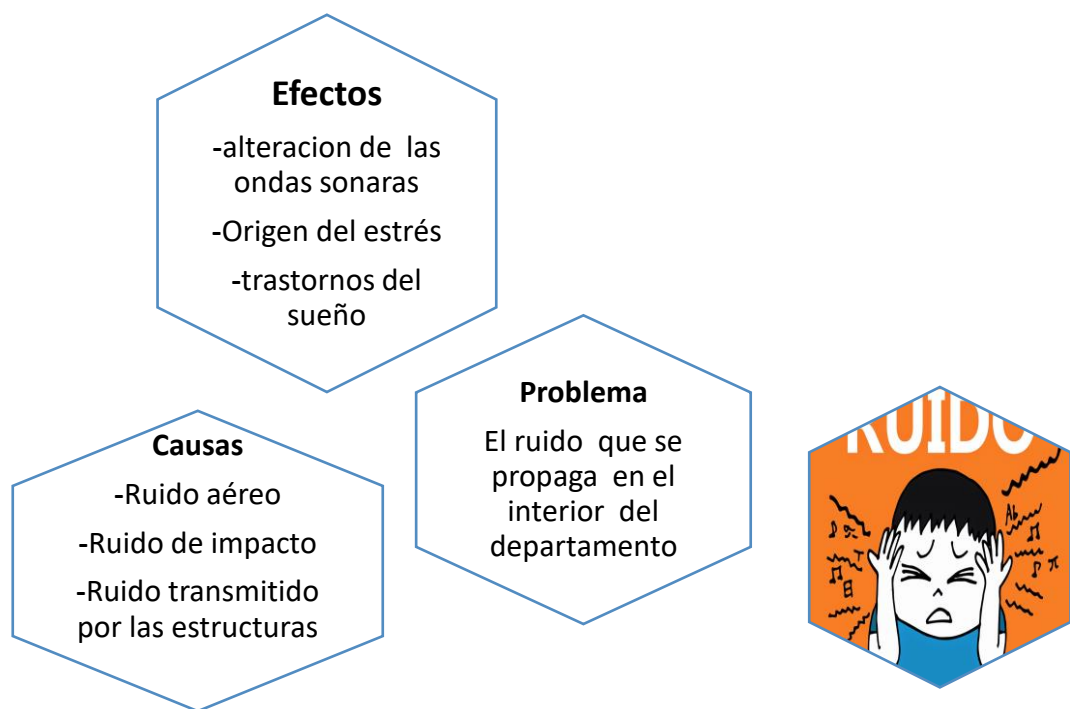 Efectos
-alteracion de las
ondas sonaras
-Origen del estrés
-trastornos del
sueño
Problema
El ruido que se
propaga en el
interior del
departamento
Causas
-Ruido aéreo
-Ruido de impacto
-Ruido transmitido
por las estructuras
RUIDO
Ab